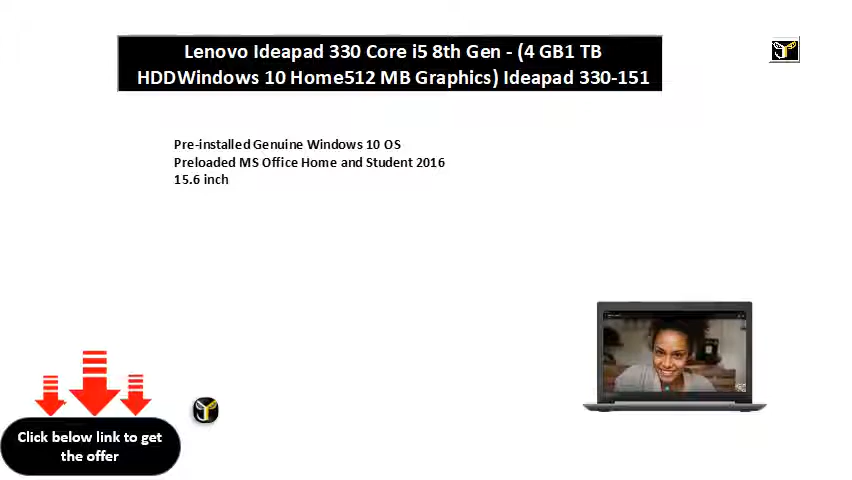 Lenovo Ideapad 330 Core i5 8th Gen - (4 GB1 TB
HDDWindows 10 Home512 MB Graphics) Ideapad 330-151
Pre-installed Genuine Windows 10 OS
Preloaded MS Office Home and Student 2016
15.6 inch
Click below link to get
the offer